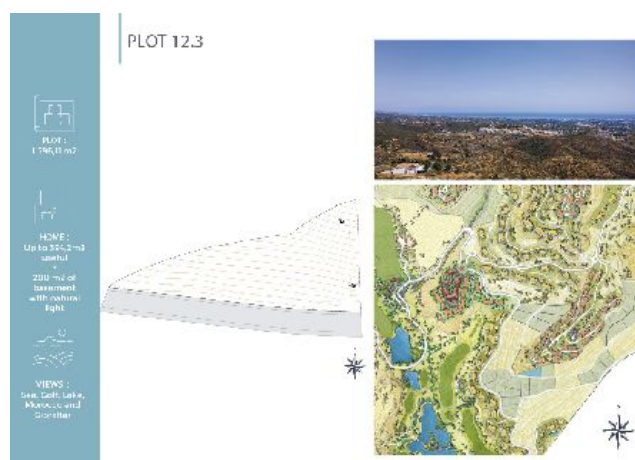 PLOT 12.3
PLOT :
HOME :
Up to
useful
+
200 m2 of
basement
with natural
light
VIEWS :
Sea, Golf, Lake,
Morocco and
Gibraltar